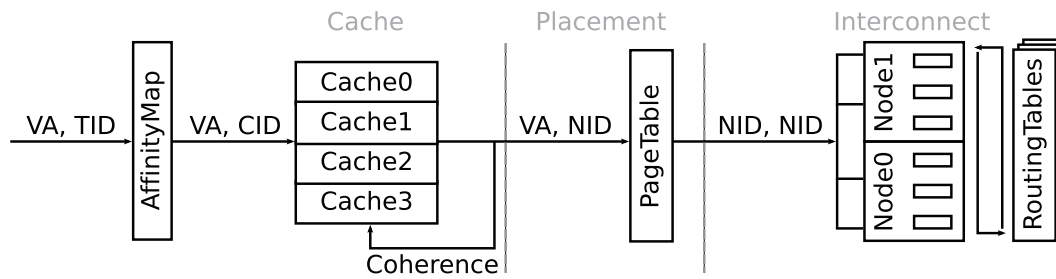 Cache
Placement
Interconnect
VA, TID
AffinityMap
VA, CID
Cache0
Cache1
Cache2
Cache3
Coherence
VA, NID
PageTable
NID, NID
Node1
Node0
RoutingTables